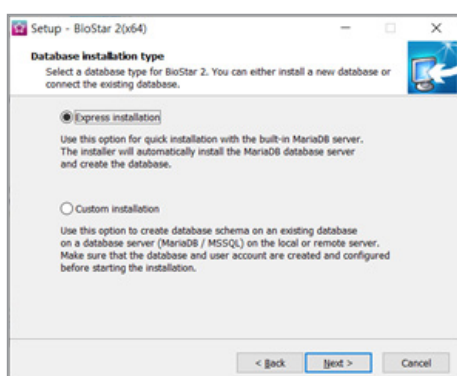 Setup - BioStar 2(x64)
Database installation type
Select a database type for BioStar 2. You can either install a new database or
connect the existing database.
Express installation
Use this option for quick installation with the built-in MariaDB server.
The installer will automatically install the MariaDB database server
and create the database.
Custom installation
Use this option to create database schema on an existing database
on a database server (MariaDB / MSSQL) on the local or remote server.
Make sure that the database and user account are created and configured
before starting the installation.
< Back Next > Cancel